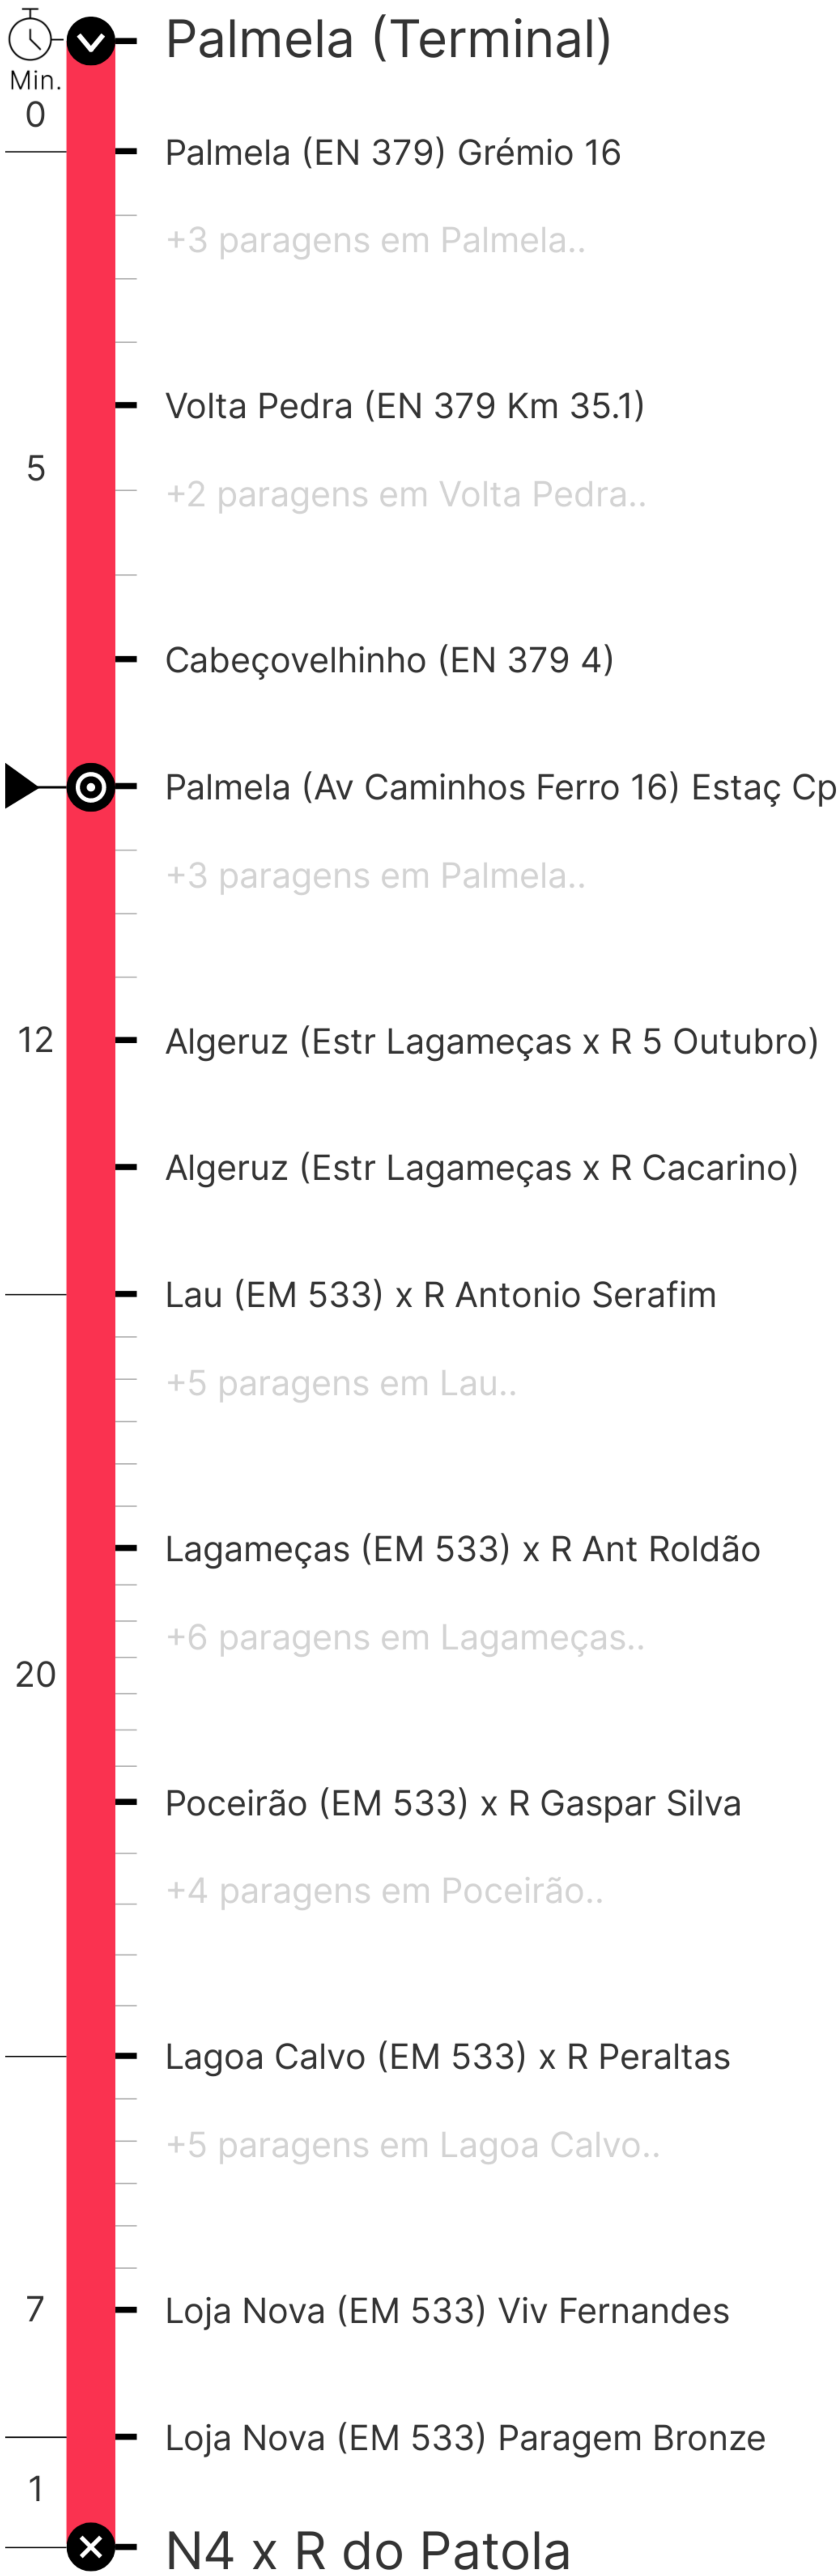 Palmela (Terminal)
Min.
0
Palmela (EN 379) Grémio 16
+3 paragens em Palmela..
Volta Pedra (EN 379 Km 35.1)
5
+2 paragens em Volta Pedra..
Cabeçovelhinho (EN 379 4)
Palmela (Av Caminhos Ferro 16) Estaç Cp
+3 paragens em Palmela..
12
Algeruz (Estr Lagameças x R 5 Outubro)
Algeruz (Estr Lagameças x R Cacarino)
Lau (EM 533) x R Antonio Serafim
+5 paragens em Lau..
Lagameças (EM 533) x R Ant Roldão
+6 paragens em Lagameças..
20
Poceirão (EM 533) x R Gaspar Silva
+4 paragens em Poceirão..
Lagoa Calvo (EM 533) x R Peraltas
+5 paragens em Lagoa Calvo..
7
Loja Nova (EM 533) Viv Fernandes
Loja Nova (EM 533) Paragem Bronze
1
N4 x R do Patola